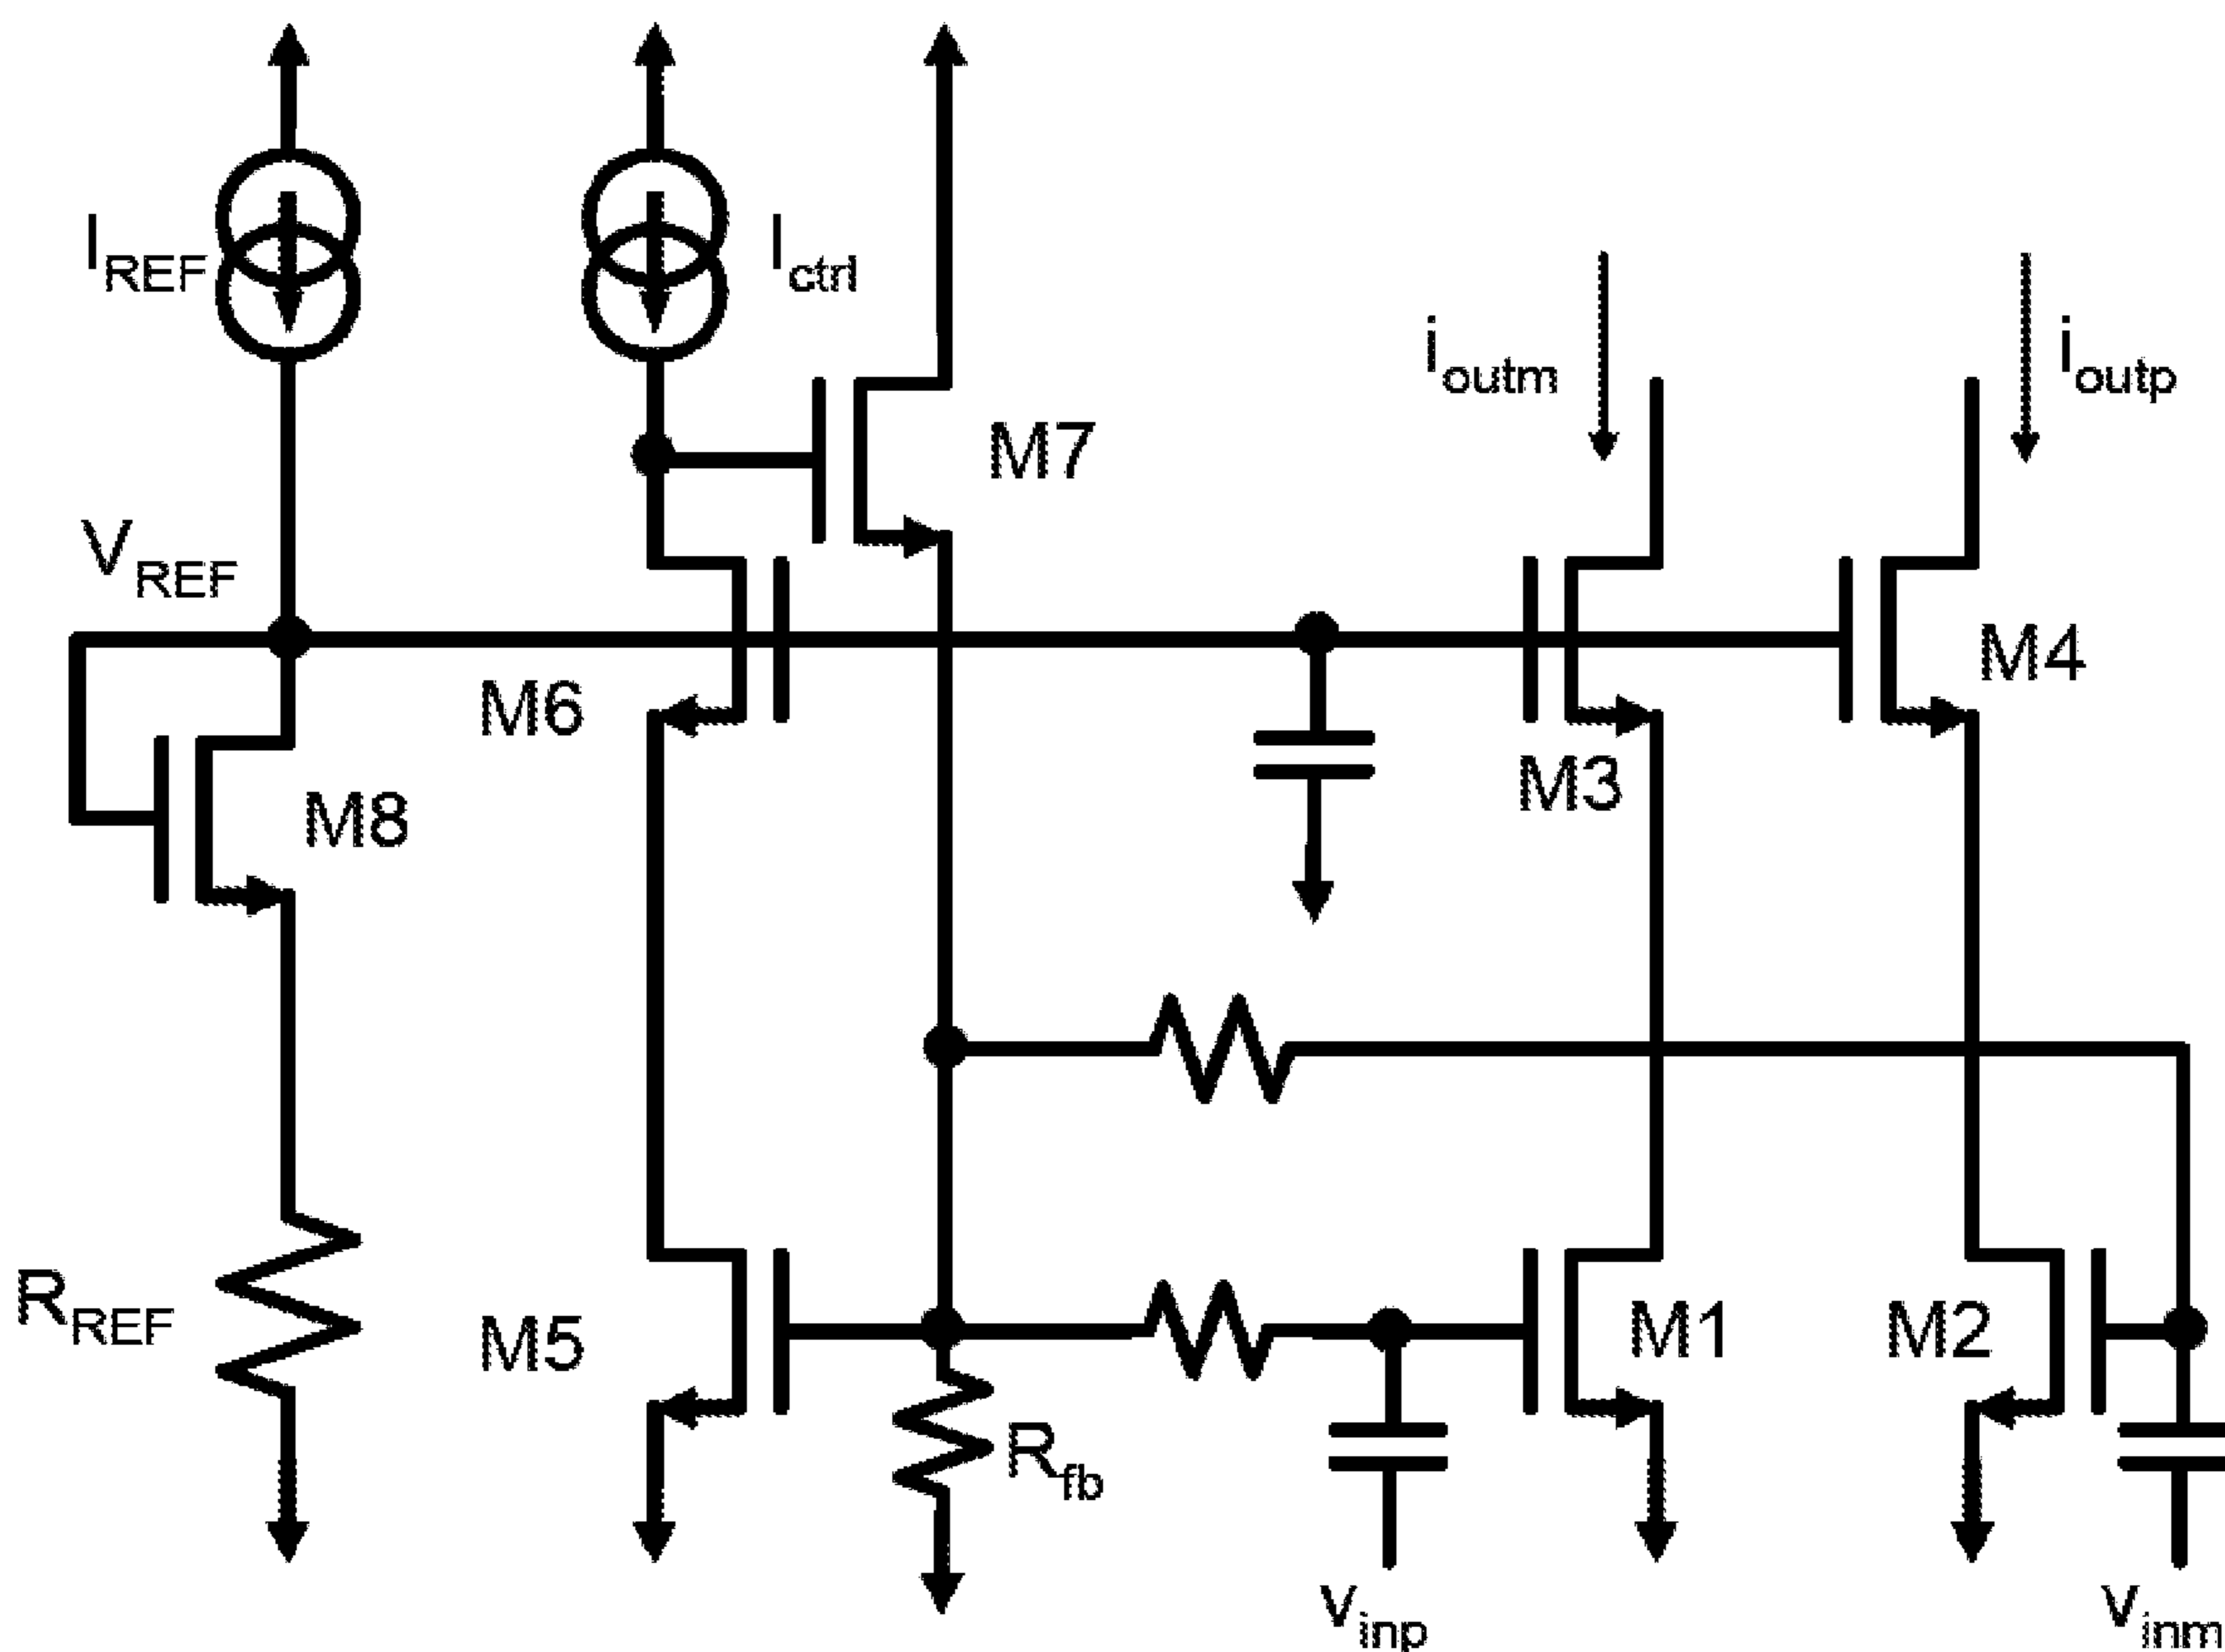 I_REF
I_ctrl
i_outm
i_outp
M7
V_REF
M6
M4
M3
M8
R_REF
M5
M1
M2
R_fb
v_inp
v_inm